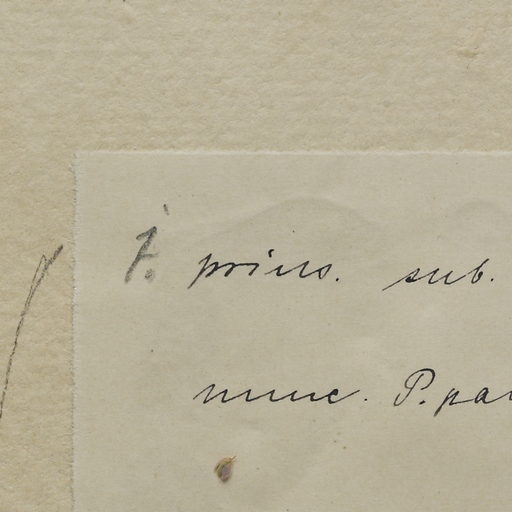 f. prius. sub.
nunc. P. pa